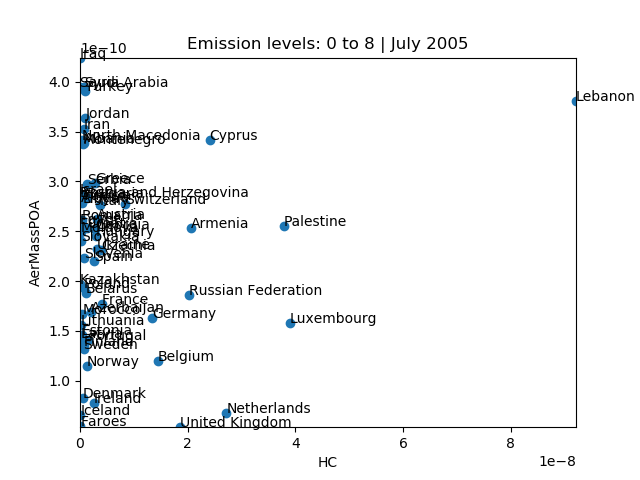 Emission levels: 0 to 8 | July 2005
1e−10
Iraq
4.0
Saudi Arabia
Syria
Turkey
Lebanon
Jordan
3.5
Iran
North Macedonia
Montenegro
Cyprus
3.0
Greece
Serbia
Bosnia and Herzegovina
Switzerland
Austria
2.5
Armenia
Palestine
Hungary
Slovakia
Ukraine
Czechia
Slovenia
Spain
2.0
Kazakhstan
Poland
Belarus
Russian Federation
France
Azerbaijan
Morocco
Germany
Luxembourg
1.5
Lithuania
Estonia
Portugal
Finland
Sweden
Belgium
Norway
1.0
Denmark
Ireland
Iceland
Netherlands
Faroes
United Kingdom
AerMassPOA
0 2 4 6 8
HC
1e−8